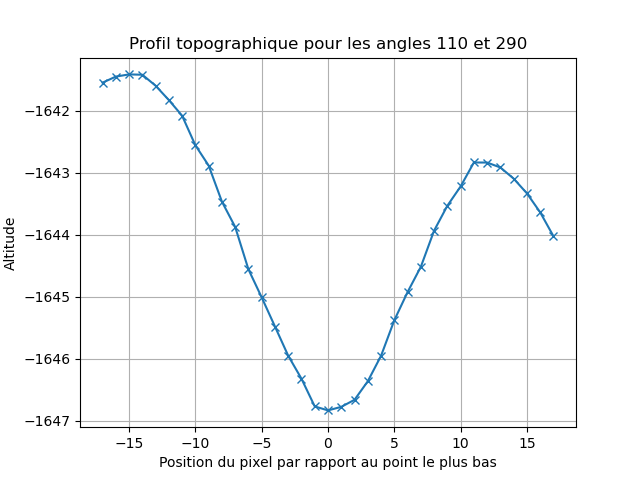 Profil topographique pour les angles 110 et 290
−1642
−1643
−1644
−1645
−1646
−1647
Altitude
−15 −10 −5 0 5 10 15
Position du pixel par rapport au point le plus bas